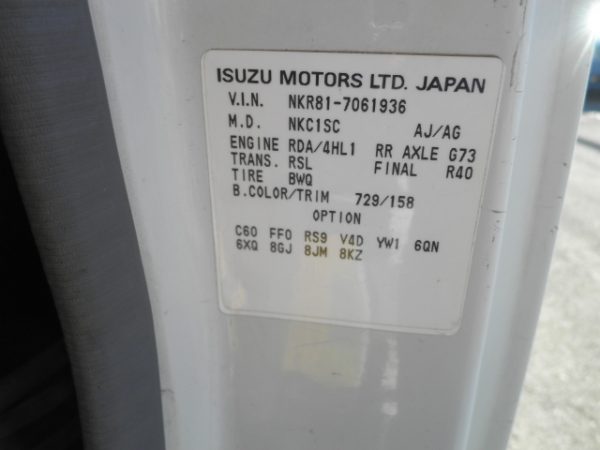 ISUZU MOTORS LTD. JAPAN
V.I.N. NKR81-7061936
M.D. NKC1SC AJ/AG
ENGINE RDA/4HL1 RR AXLE G73
TRANS. RSL FINAL R40
TIRE BWQ
B.COLOR/TRIM 729/158
OPTION
C60 FF0 RS9 V4D YW1 6QN
6XQ 8GJ 8JM 8KZ